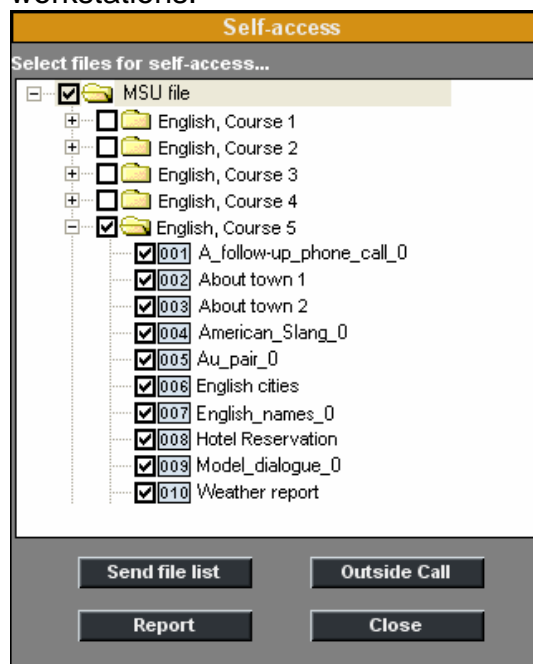 workstations.
Self-access
Select files for self-access...
MSU file
English, Course 1
English, Course 2
English, Course 3
English, Course 4
English, Course 5
001 A_follow-up_phone_call_0
002 About town 1
003 About town 2
004 American_Slang_0
005 Au_pair_0
006 English cities
007 English_names_0
008 Hotel Reservation
009 Model_dialogue_0
010 Weather report
Send file list Outside Call
Report Close